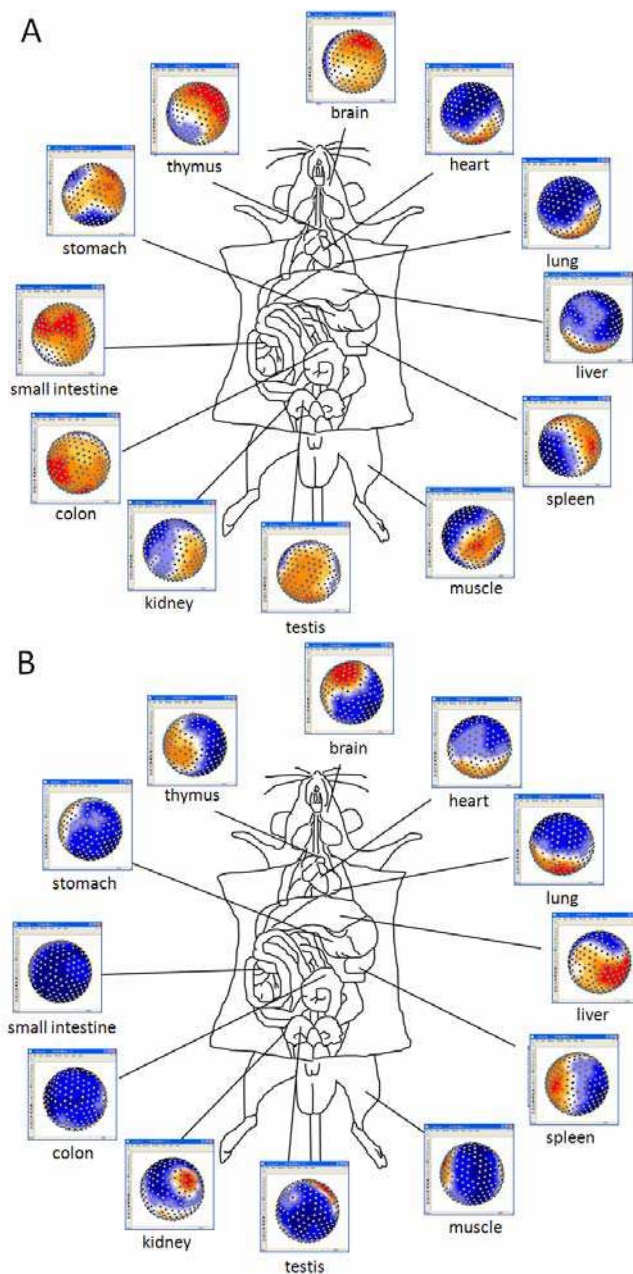 A
brain
thymus
heart
stomach
lung
small intestine
liver
colon
spleen
kidney
testis
muscle
B
brain
thymus
heart
stomach
lung
small intestine
liver
colon
spleen
kidney
testis
muscle